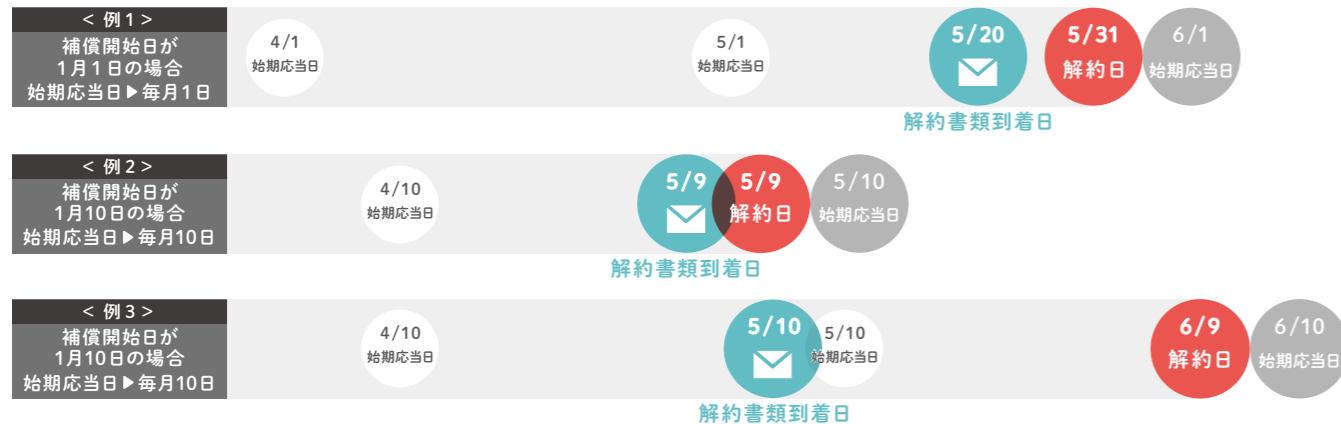 < 例1 >
補償開始日が
1月1日の場合
始期応当日▶毎月1日
4/1
始期応当日
5/1
始期応当日
5/20
解約書類到着日
5/31
解約日
6/1
始期応当日
< 例2 >
補償開始日が
1月10日の場合
始期応当日▶毎月10日
4/10
始期応当日
5/9
解約書類到着日
5/9
解約日
5/10
始期応当日
< 例3 >
補償開始日が
1月10日の場合
始期応当日▶毎月10日
4/10
始期応当日
5/10
解約書類到着日
5/10
始期応当日
6/9
解約日
6/10
始期応当日